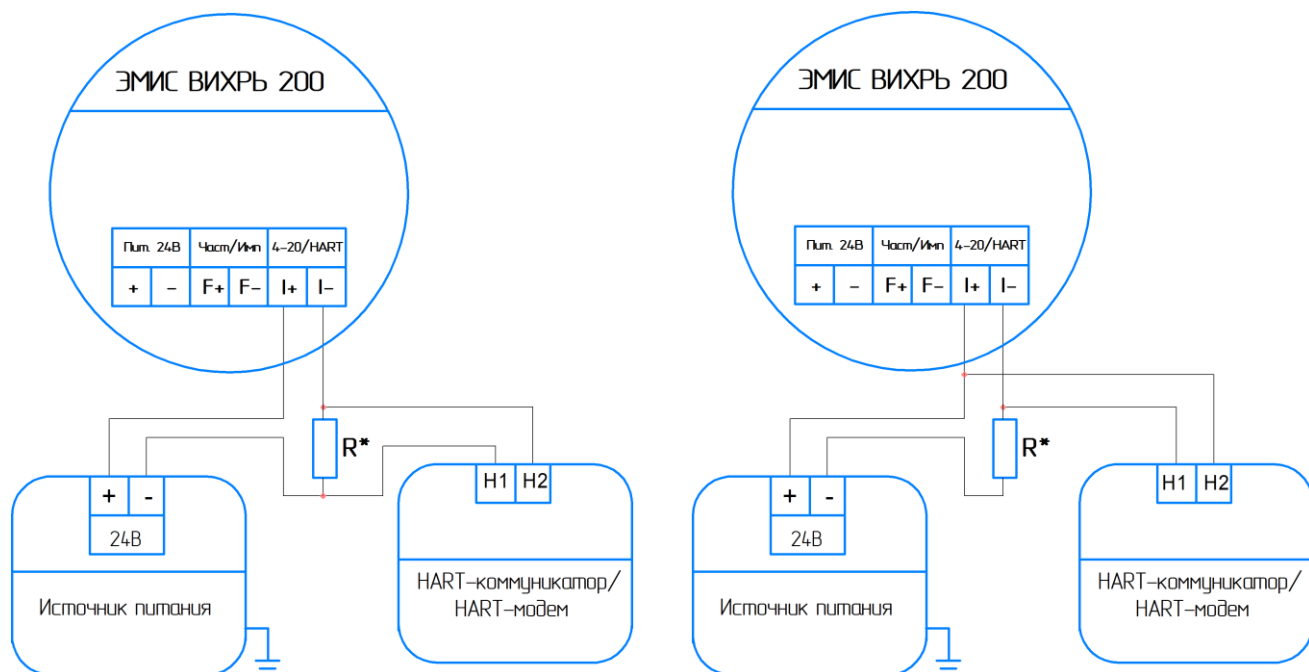 ЭМИС ВИХРЬ 200
Пит. 24В Част/Имп 4-20/HART
+ - F+ F- I+ I-
R*
H1 H2
+ -
24В
Источник питания
HART-коммуникатор/
HART-модем
ЭМИС ВИХРЬ 200
Пит. 24В Част/Имп 4-20/HART
+ - F+ F- I+ I-
R*
H1 H2
+ -
24В
Источник питания
HART-коммуникатор/
HART-модем